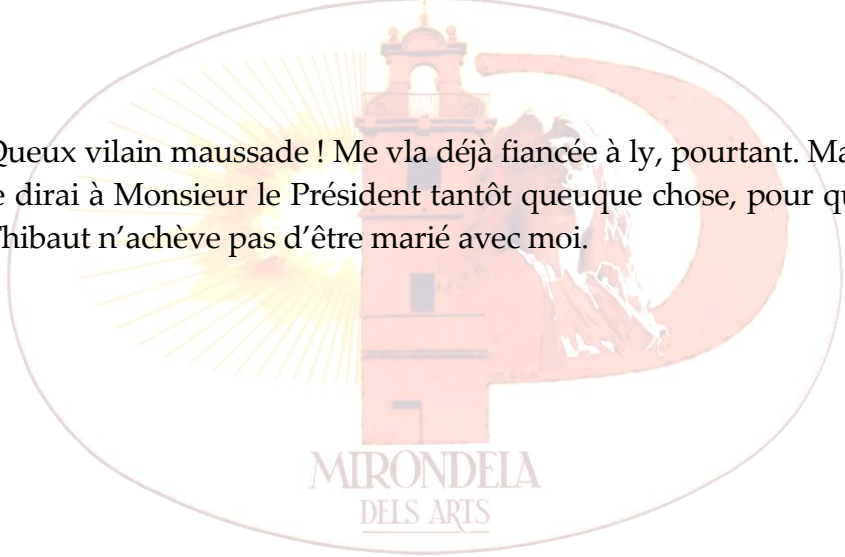 Queux vilain maussade ! Me vla déjà fiancée à ly, pourtant. Ma
e dirai à Monsieur le Président tantôt queuque chose, pour qu
Thibaut n’achève pas d’être marié avec moi.
MIRONDELA
DELS ARTS